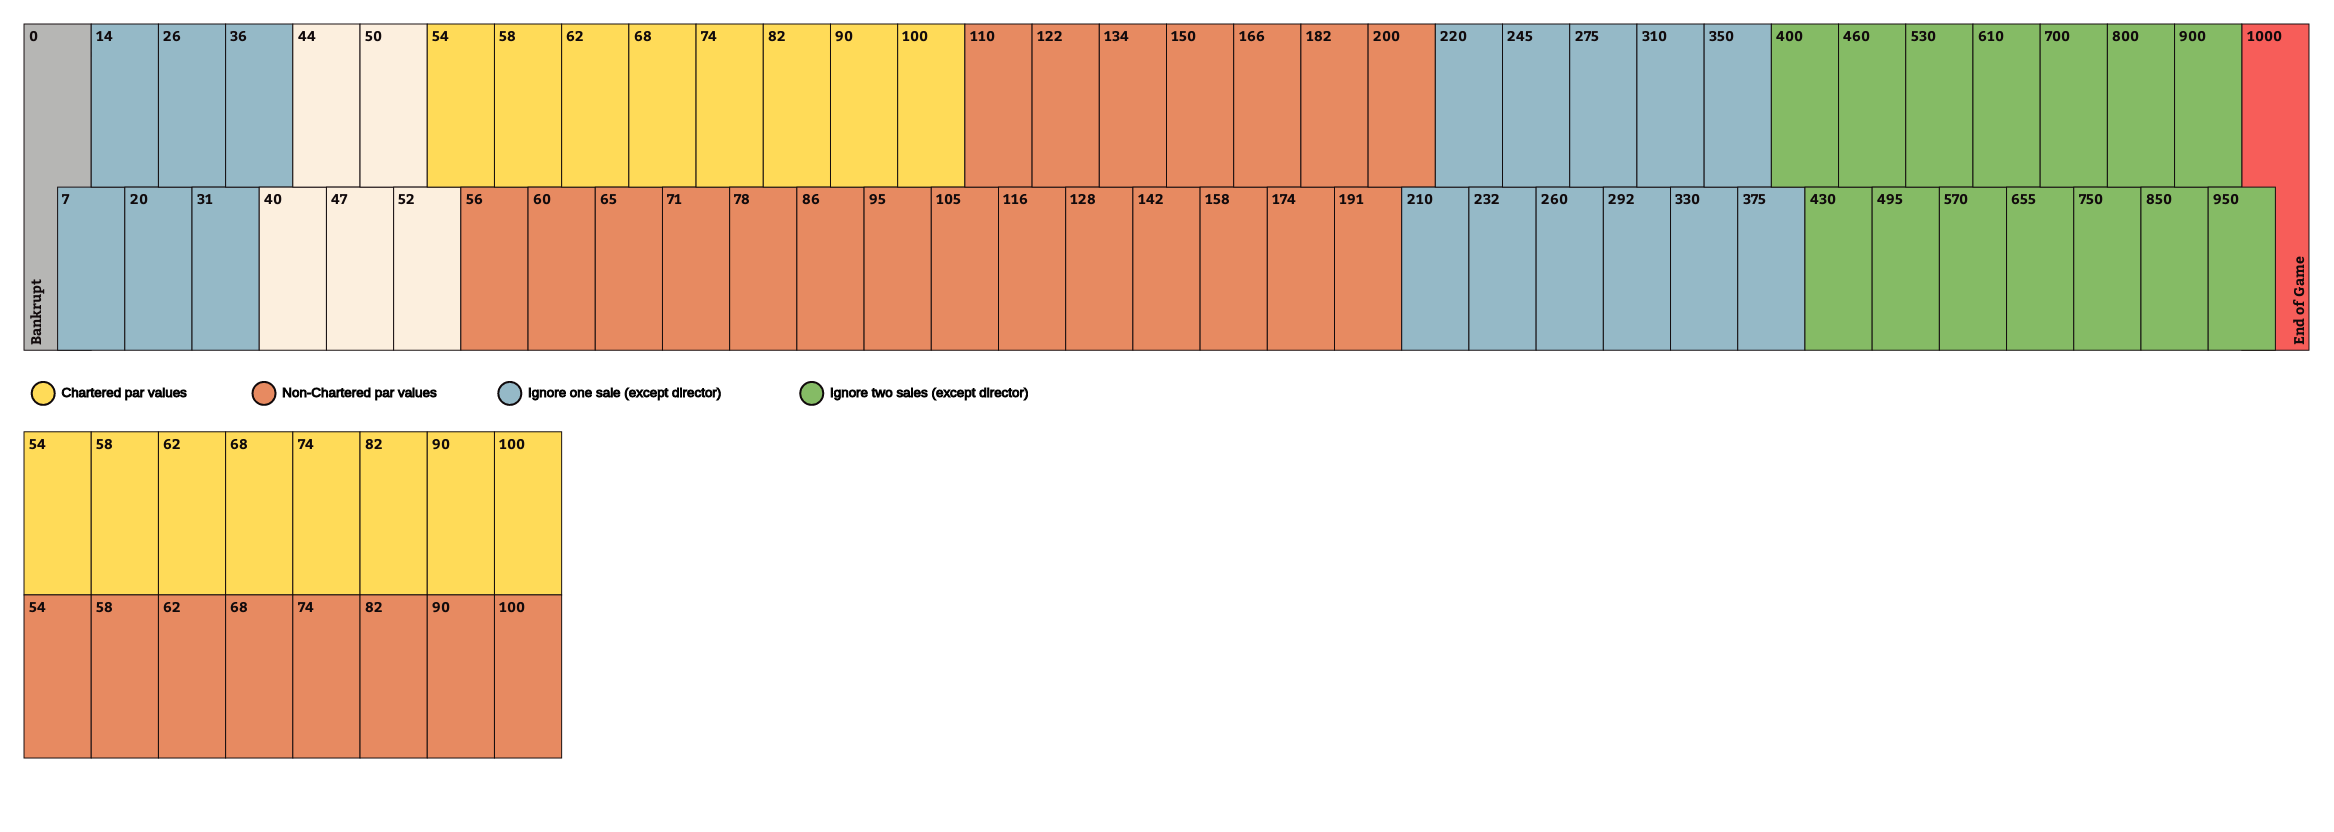 0 14 26 36 44 50 54 58 62 68 74 82 90 100 110 122 134 150 166 182 200 220 245 275 310 350 400 460 530 610 700 800 900 1000
7 20 31 40 47 52 56 60 65 71 78 86 95 105 116 128 142 158 174 191 210 232 260 292 330 375 430 495 570 655 750 850 950
Bankrupt
End of Game
Chartered par values
Non-Chartered par values
Ignore one sale (except director)
Ignore two sales (except director)
54 58 62 68 74 82 90 100
54 58 62 68 74 82 90 100